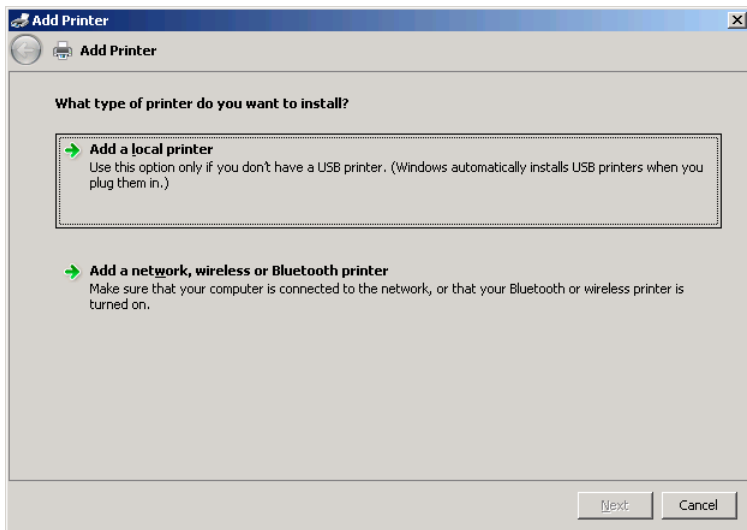 Add Printer
Add Printer
What type of printer do you want to install?
Add a local printer
Use this option only if you don't have a USB printer. (Windows automatically installs USB printers when you
plug them in.)
Add a network, wireless or Bluetooth printer
Make sure that your computer is connected to the network, or that your Bluetooth or wireless printer is
turned on.
Next Cancel